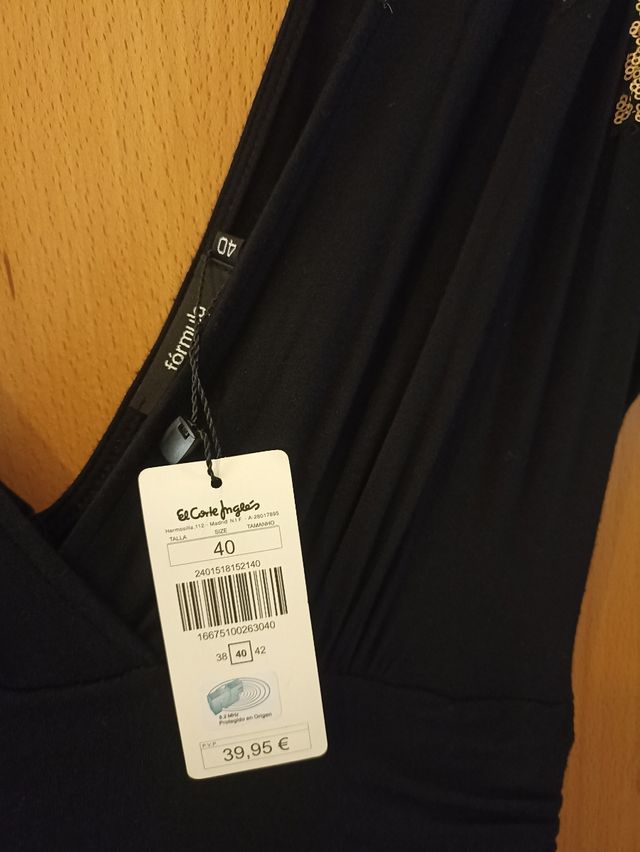 40
fórmula
El Corte Inglés
Hermosilla,112.- Madrid N.I.F. - A-28017895
TALLA SIZE TAMANHO
40
2401518152140
16675100263040
38 40 42
8.2 MHz
Protegido en Origen
P.V.P.
39,95 €